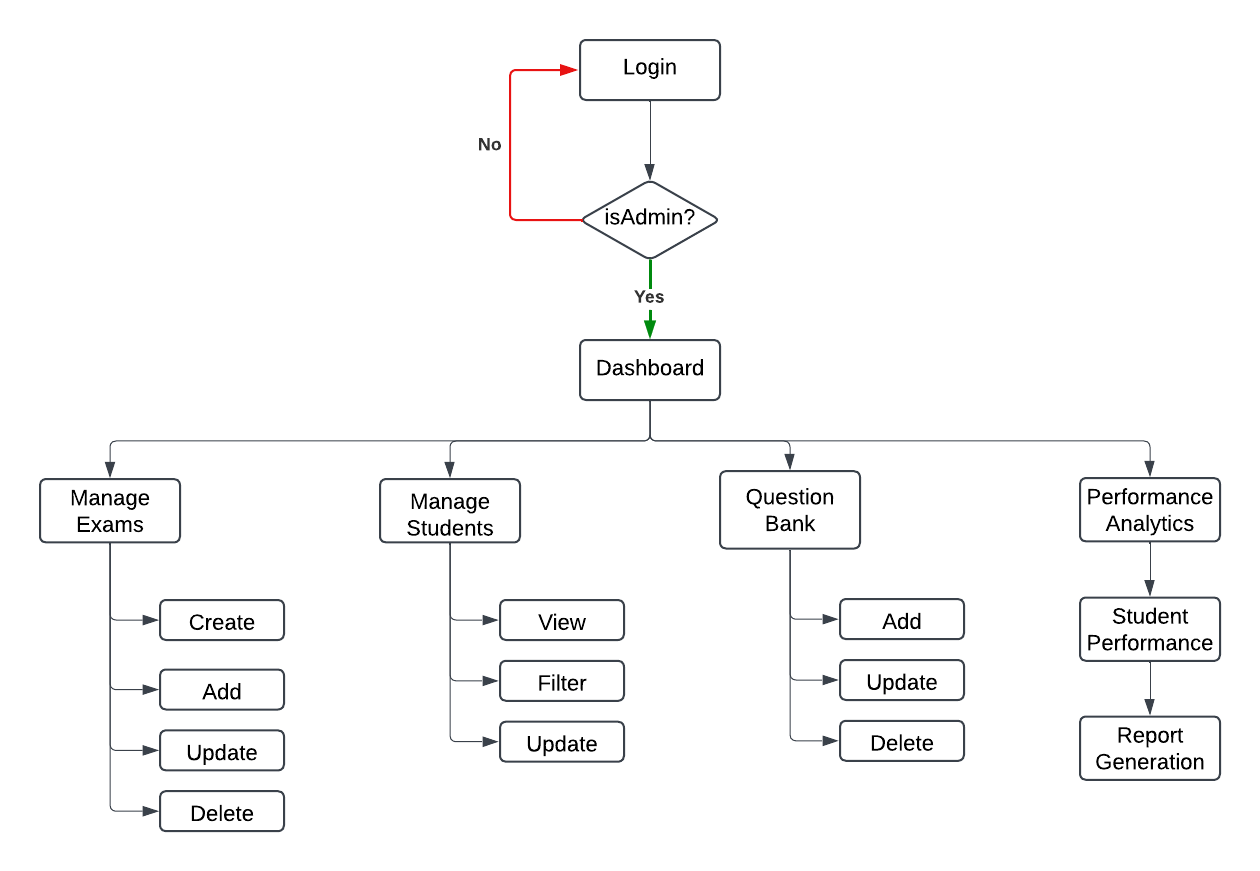 Login
No
isAdmin?
Yes
Dashboard
Manage
Exams
Create
Add
Update
Delete
Manage
Students
View
Filter
Update
Question
Bank
Add
Update
Delete
Performance
Analytics
Student
Performance
Report
Generation